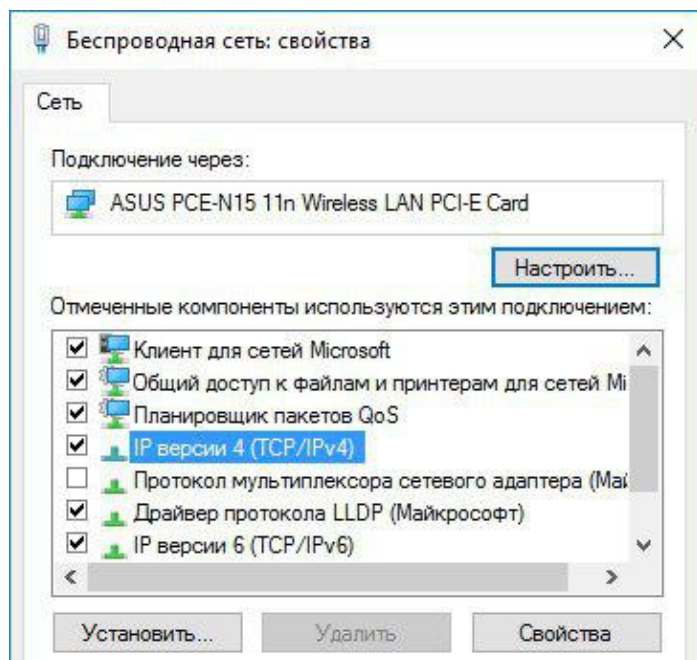 Беспроводная сеть: свойства
Сеть
Подключение через:
ASUS PCE-N15 11n Wireless LAN PCI-E Card
Настроить...
Отмеченные компоненты используются этим подключением:
Клиент для сетей Microsoft
Общий доступ к файлам и принтерам для сетей Mi
Планировщик пакетов QoS
IP версии 4 (TCP/IPv4)
Протокол мультиплексора сетевого адаптера (Май
Драйвер протокола LLDP (Майкрософт)
IP версии 6 (TCP/IPv6)
Установить... Удалить Свойства